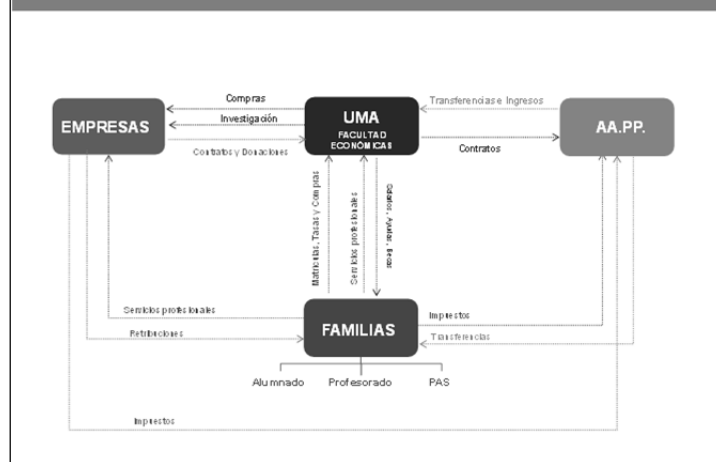 Compras
Transferencias e Ingresos
EMPRESAS
Investigación
UMA
FACULTAD
ECONÓMICAS
AA.PP.
Contratos y Donaciones
Contratos
Matrículas, Tasas y Compras
Servicios profesionales
Salarios, Ayudas, Becas
Servicios profesionales
FAMILIAS
Impuestos
Retribuciones
Transferencias
Alumnado
Profesorado
PAS
Impuestos